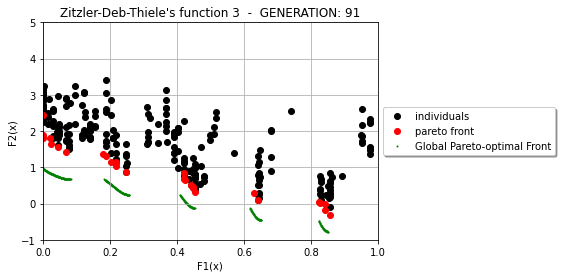 Zitzler-Deb-Thiele's function 3 - GENERATION: 91
5
4
3
2
1
0
−1
F2(x)
0.0 0.2 0.4 0.6 0.8 1.0
F1(x)
individuals
pareto front
Global Pareto-optimal Front